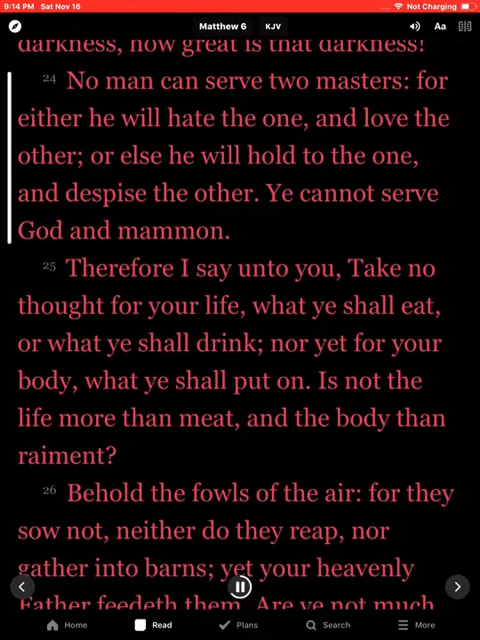 9:14 PM Sat Nov 16 Not Charging
Matthew 6 KJV Aa
darkness, how great is that darkness!
24 No man can serve two masters: for
either he will hate the one, and love the
other; or else he will hold to the one,
and despise the other. Ye cannot serve
God and mammon.
25 Therefore I say unto you, Take no
thought for your life, what ye shall eat,
or what ye shall drink; nor yet for your
body, what ye shall put on. Is not the
life more than meat, and the body than
raiment?
26 Behold the fowls of the air: for they
sow not, neither do they reap, nor
gather into barns; yet your heavenly
Father feedeth them. Are ye not much
Home Read Plans Search More